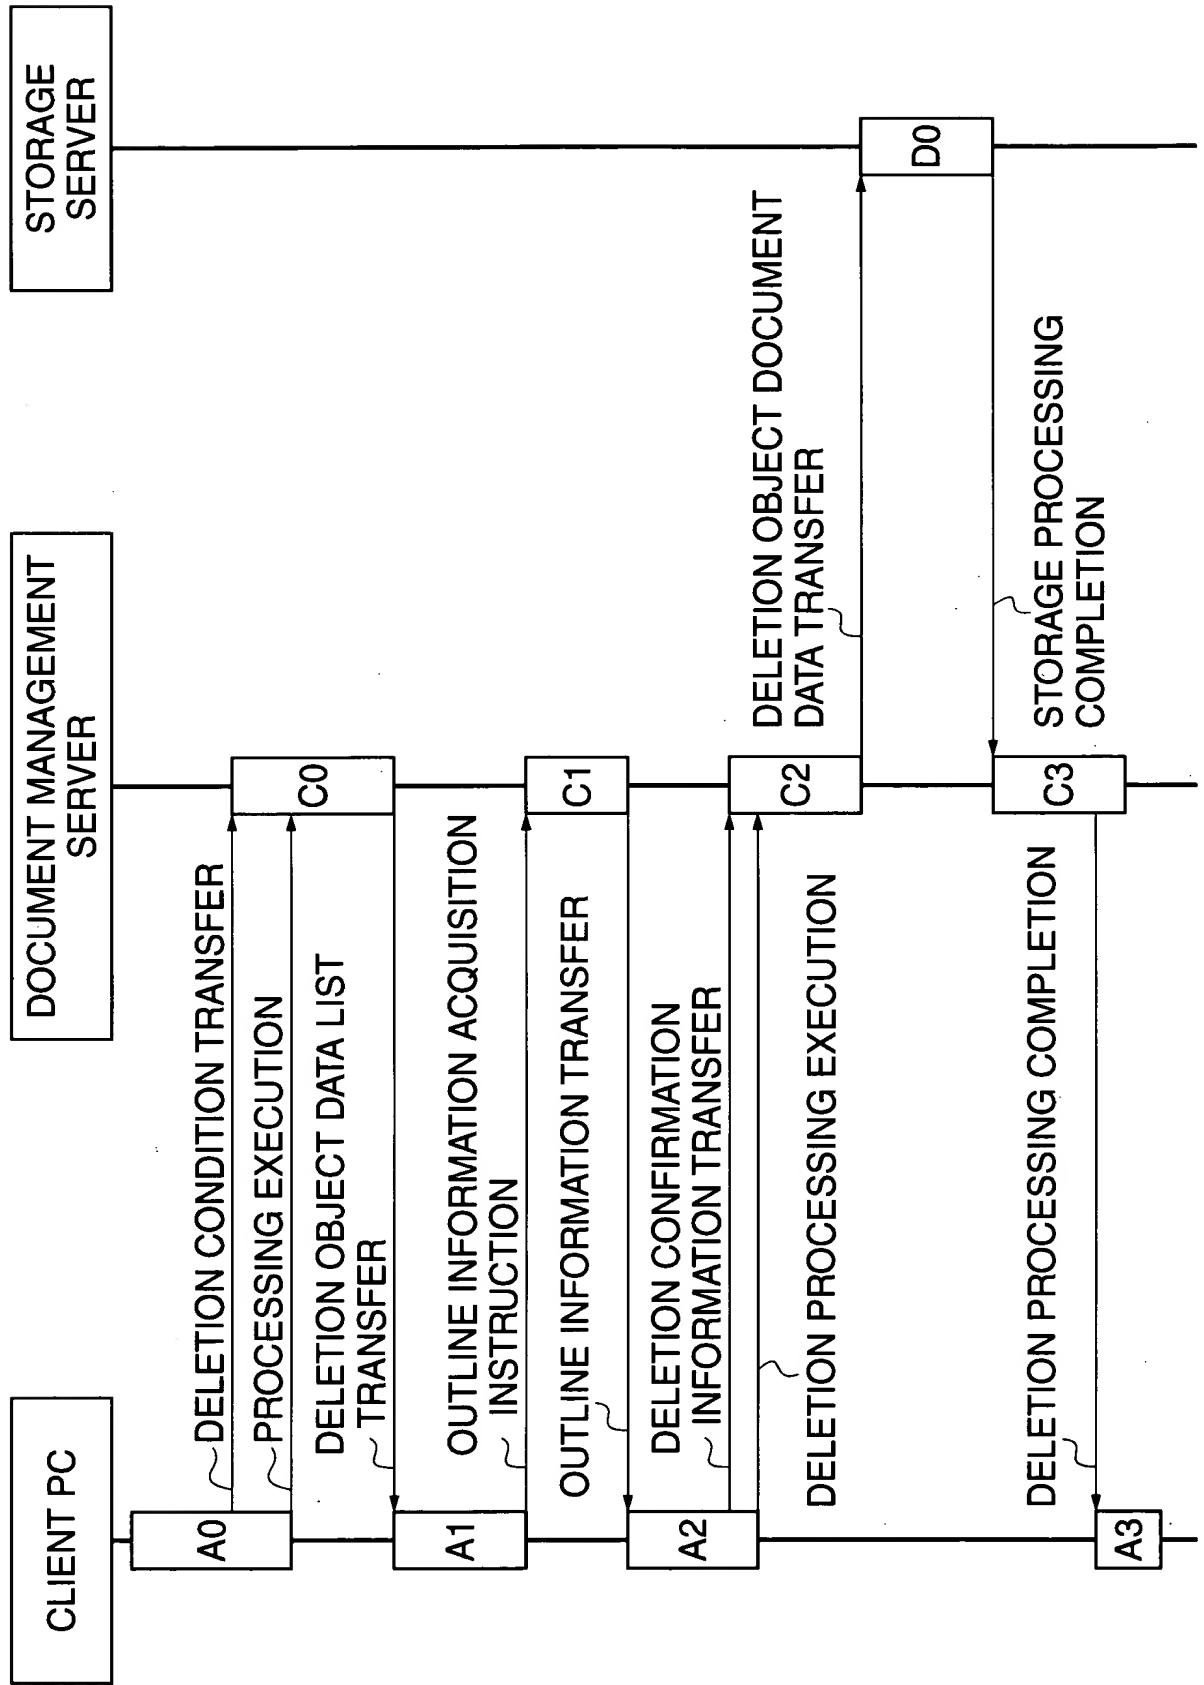 CLIENT PC
DOCUMENT MANAGEMENT
SERVER
STORAGE
SERVER
A0
DELETION CONDITION TRANSFER
PROCESSING EXECUTION
C0
DELETION OBJECT DATA LIST
TRANSFER
A1
OUTLINE INFORMATION ACQUISITION
INSTRUCTION
C1
OUTLINE INFORMATION TRANSFER
A2
DELETION CONFIRMATION
INFORMATION TRANSFER
C2
DELETION PROCESSING EXECUTION
DELETION OBJECT DOCUMENT
DATA TRANSFER
D0
STORAGE PROCESSING
COMPLETION
C3
DELETION PROCESSING COMPLETION
A3